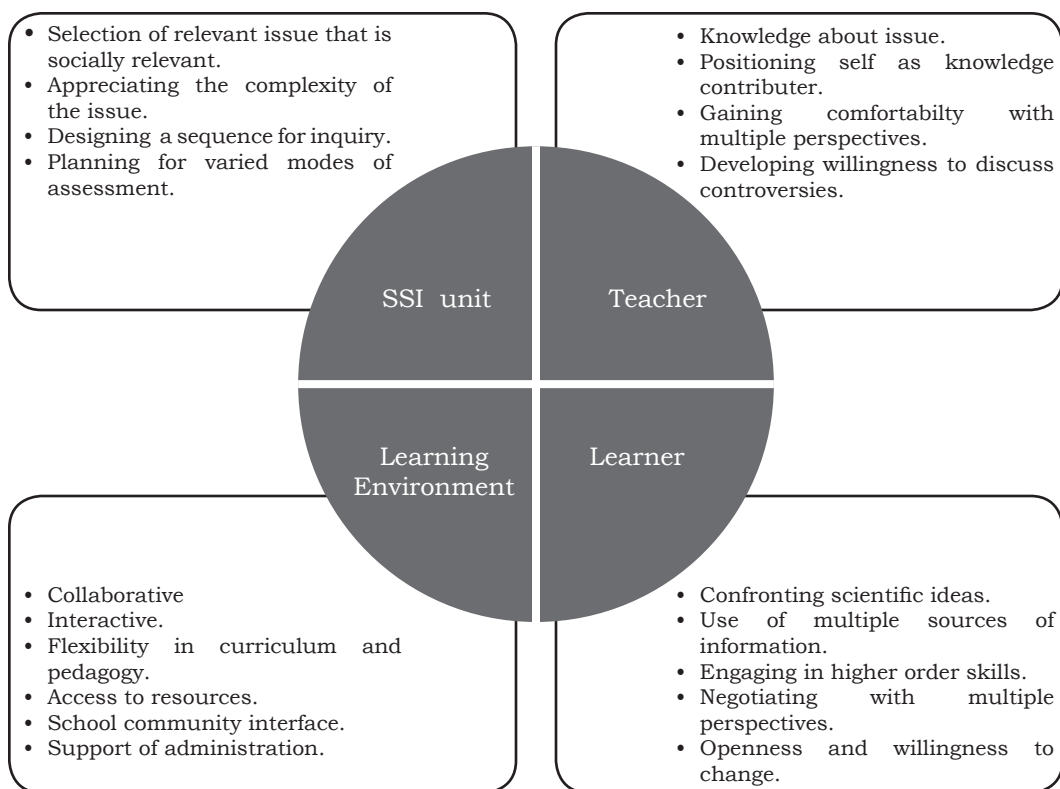 • Selection of relevant issue that is
socially relevant.
• Appreciating the complexity of
the issue.
• Designing a sequence for inquiry.
• Planning for varied modes of
assessment.
• Knowledge about issue.
• Positioning self as knowledge
contributer.
• Gaining comfortabilty with
multiple perspectives.
• Developing willingness to discuss
controversies.
SSI unit
Teacher
Learning
Environment
Learner
• Collaborative
• Interactive.
• Flexibility in curriculum and
pedagogy.
• Access to resources.
• School community interface.
• Support of administration.
• Confronting scientific ideas.
• Use of multiple sources of
information.
• Engaging in higher order skills.
• Negotiating with multiple
perspectives.
• Openness and willingness to
change.